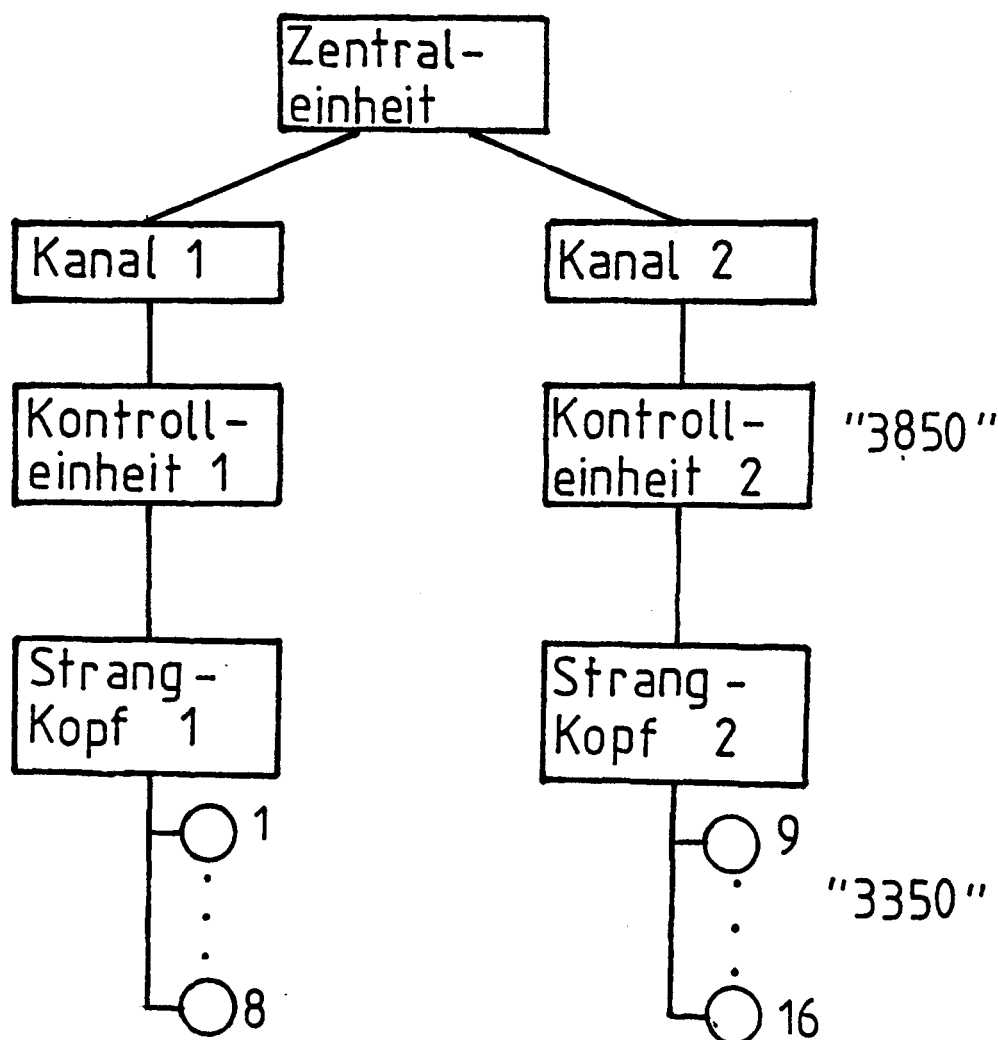 Zentral-
einheit
Kanal 1
Kanal 2
Kontroll-
einheit 1
Kontroll-
einheit 2
"3850"
Strang-
Kopf 1
Strang-
Kopf 2
1
8
9
16
"3350"